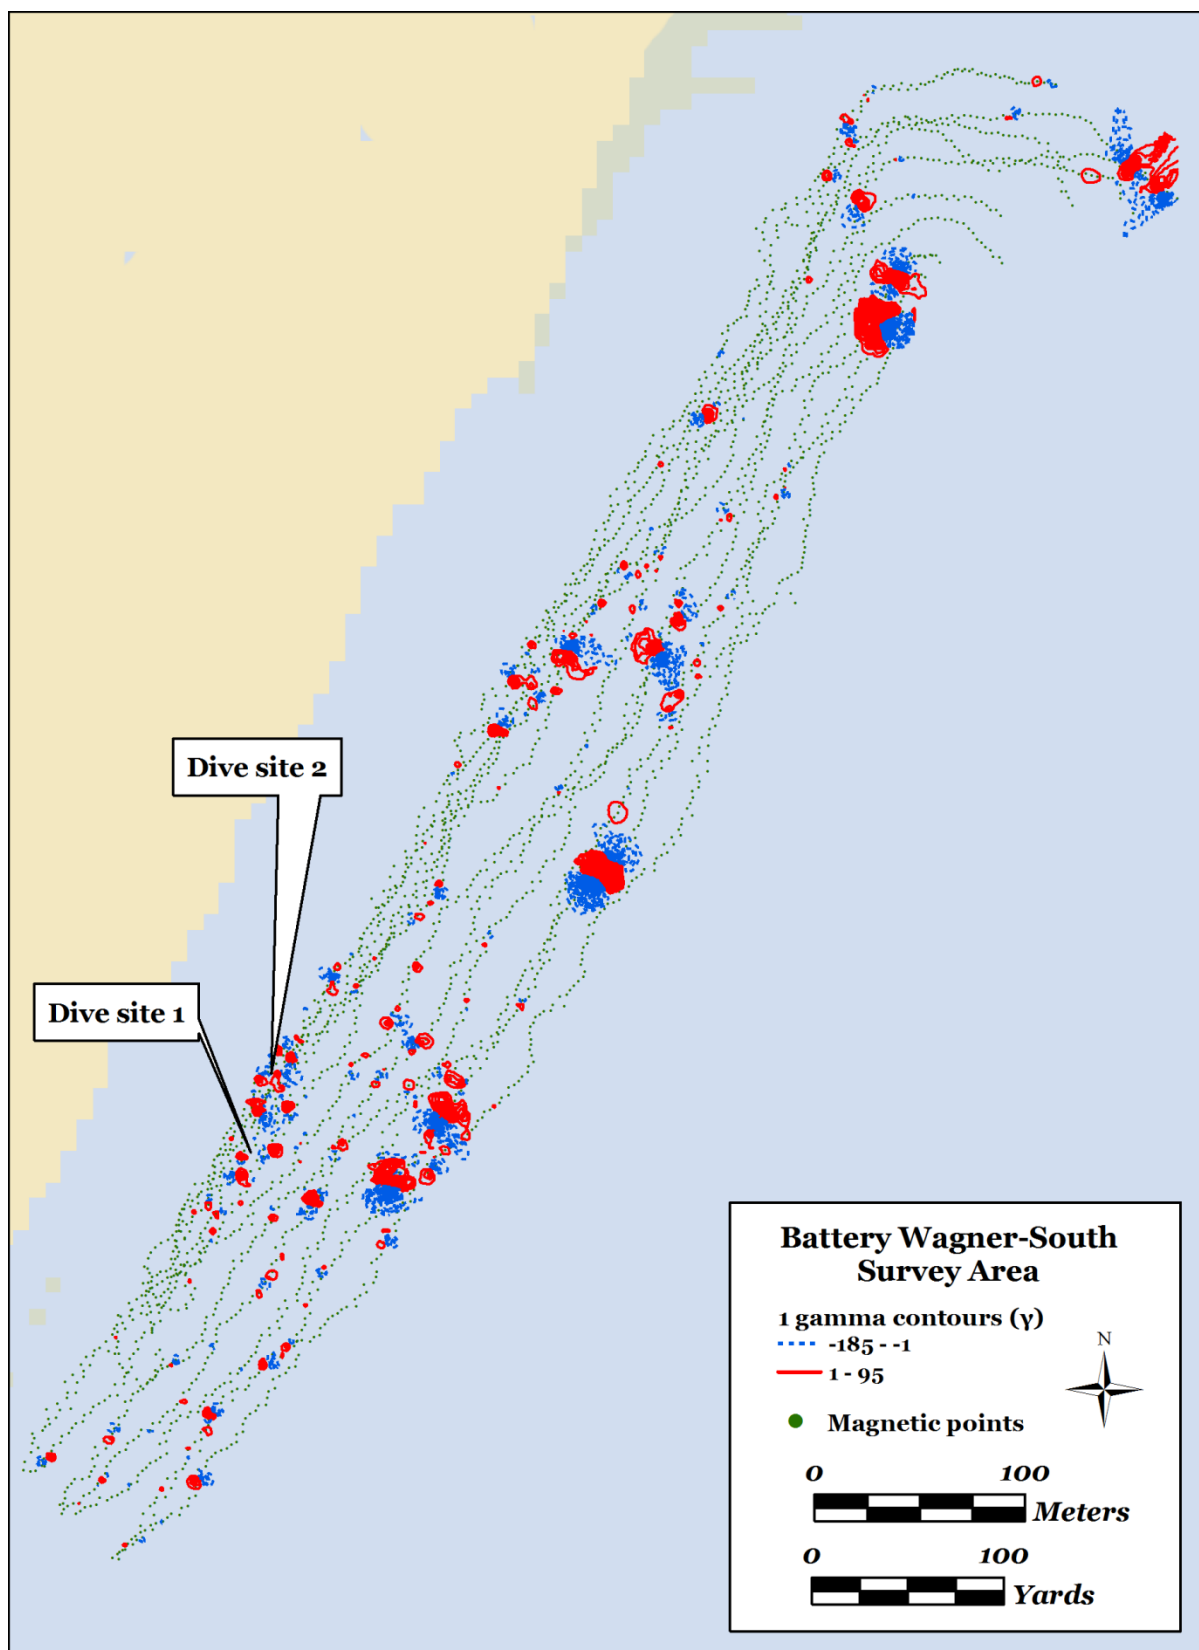 Dive site 2
Dive site 1
Battery Wagner-South
Survey Area
1 gamma contours (γ)
-185 - -1
1 - 95
N
Magnetic points
0 100
Meters
0 100
Yards